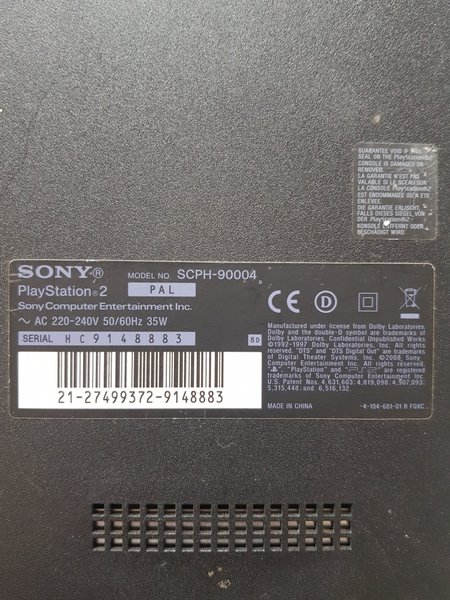 GUARANTEE VOID IF THIS
SEAL ON THE PlayStation®2
CONSOLE IS DAMAGED OR
REMOVED.
LA GARANTIE N'EST PAS
VALABLE SI LE SCEAU SUR
LA CONSOLE PlayStation®2
EST ENDOMMAGÉ OU A ÉTÉ
ENLEVÉE.
DIE GARANTIE ERLISCHT,
FALLS DIESES SIEGEL VON
DER PlayStation®2-
KONSOLE ENTFERNT ODER
BESCHÄDIGT WIRD.
SONY® MODEL NO. SCPH-90004 a
PlayStation®2 PAL
Sony Computer Entertainment Inc.
~ AC 220-240V 50/60Hz 35W
SERIAL HC9148883 8D
21-27499372-9148883
CE
Manufactured under license from Dolby Laboratories.
Dolby and the double-D symbol are trademarks of
Dolby Laboratories. Confidential Unpublished Works
©1992-1997 Dolby Laboratories, Inc. All rights
reserved. "DTS" and "DTS Digital Out" are trademarks
of Digital Theater Systems, Inc. © 2008 Sony
Computer Entertainment Inc. All rights reserved.
"PlayStation" and "PS2" are
trademarks of Sony Computer Entertainment Inc.
U.S. Patent Nos. 4,631,603; 4,819,098; 4,907,093;
5,315,448; and 6,516,132.
MADE IN CHINA -4-104-681-01 R FOXC